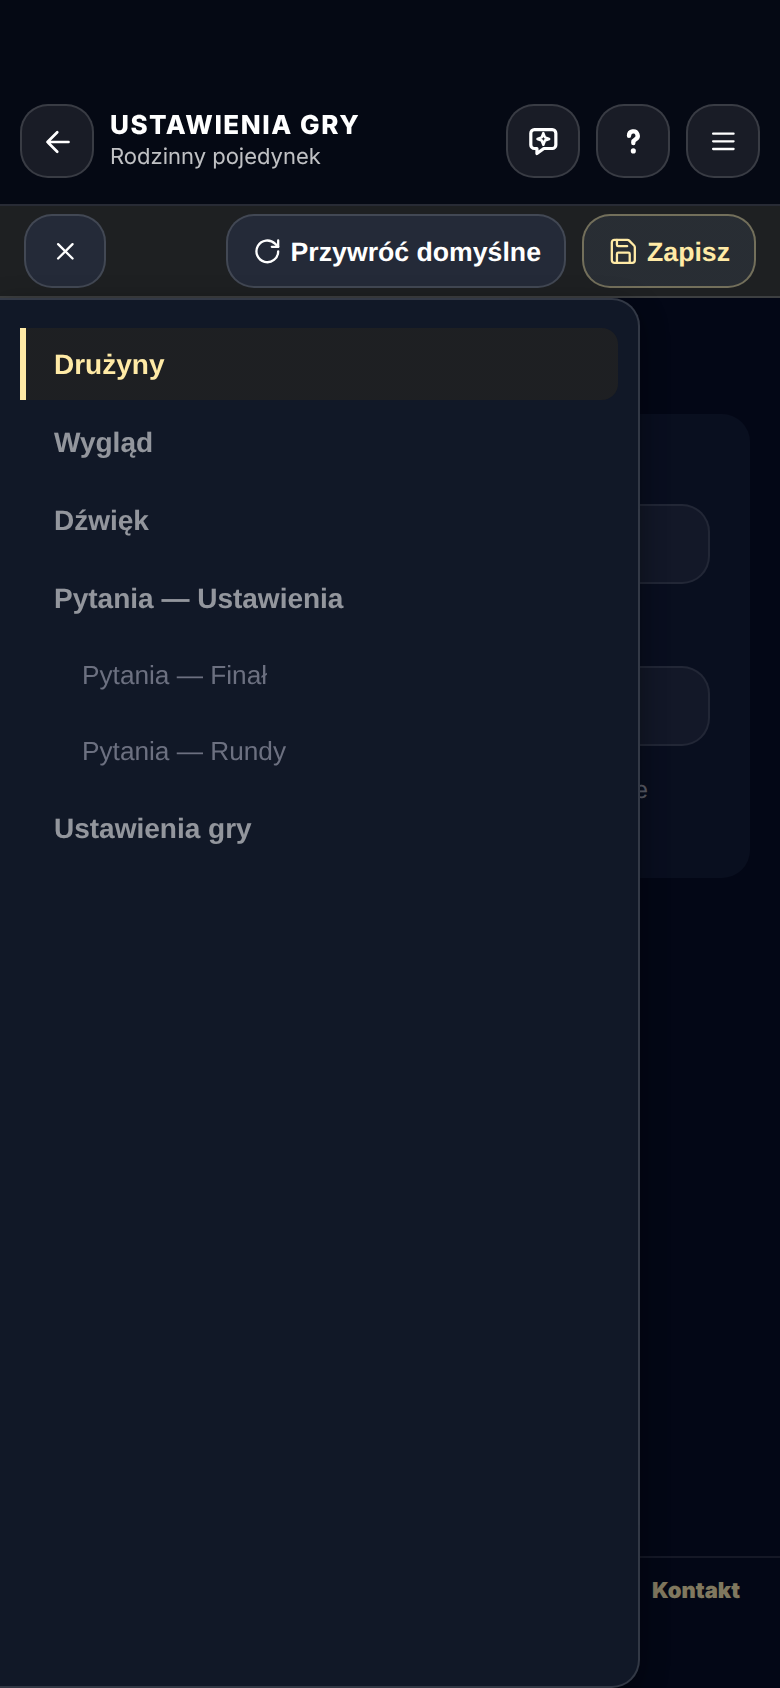 USTAWIENIA GRY
Rodzinny pojedynek
?
Przywróć domyślne
Zapisz
Drużyny
Wygląd
Dźwięk
Pytania — Ustawienia
Pytania — Finał
Pytania — Rundy
Ustawienia gry
Kontakt